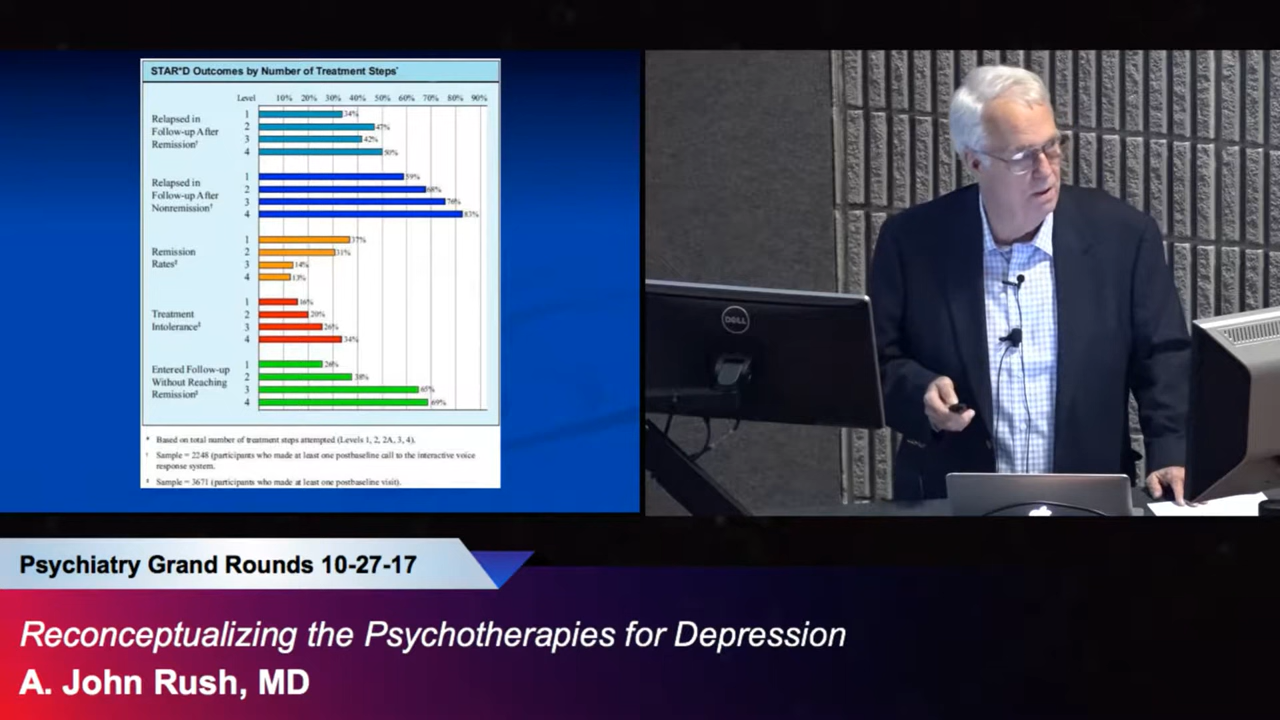 STAR*D Outcomes by Number of Treatment Steps*
Level 10% 20% 30% 40% 50% 60% 70% 80% 90%
Relapsed in
Follow-up After
Remission†
1 34%
2 47%
3 42%
4 50%
Relapsed in
Follow-up After
Nonremission†
1 59%
2 68%
3 76%
4 83%
Remission
Rates‡
1 37%
2 31%
3 14%
4 13%
Treatment
Intolerance‡
1 16%
2 20%
3 26%
4 34%
Entered Follow-up
Without Reaching
Remission‡
1 26%
2 38%
3 65%
4 69%
* Based on total number of treatment steps attempted (Levels 1, 2, 2A, 3, 4).
† Sample = 2248 (participants who made at least one postbaseline call to the interactive voice
response system.
‡ Sample = 3671 (participants who made at least one postbaseline visit).
DELL
Psychiatry Grand Rounds 10-27-17
Reconceptualizing the Psychotherapies for Depression
A. John Rush, MD